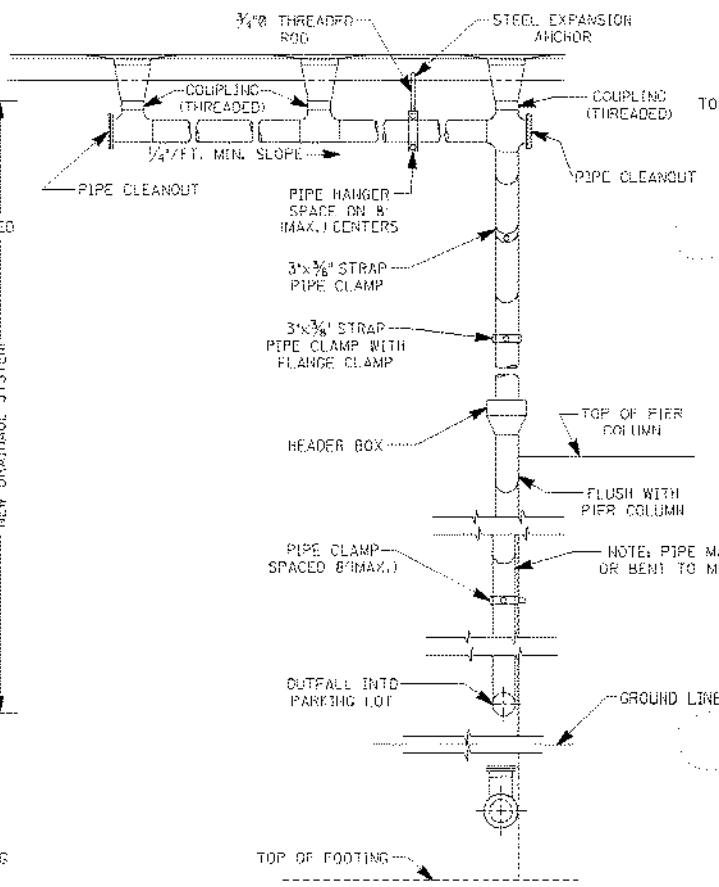 ¾"Ø THREADED
ROD
STEEL EXPANSION
ANCHOR
COUPLING
(THREADED)
COUPLING
(THREADED)
TO
¼"/FT. MIN. SLOPE
PIPE CLEANOUT
PIPE CLEANOUT
PIPE HANGER
SPACE ON 8'
(MAX.) CENTERS
3"x⅜" STRAP
PIPE CLAMP
3"x⅜" STRAP
PIPE CLAMP WITH
FLANGE CLAMP
NEW DRAINAGE SYSTEM
HEADER BOX
TOP OF PIER
COLUMN
FLUSH WITH
PIER COLUMN
PIPE CLAMP
SPACED 8'(MAX.)
NOTE: PIPE MA
OR BENT TO M
OUTFALL INTO
PARKING LOT
GROUND LINE
TOP OF FOOTING